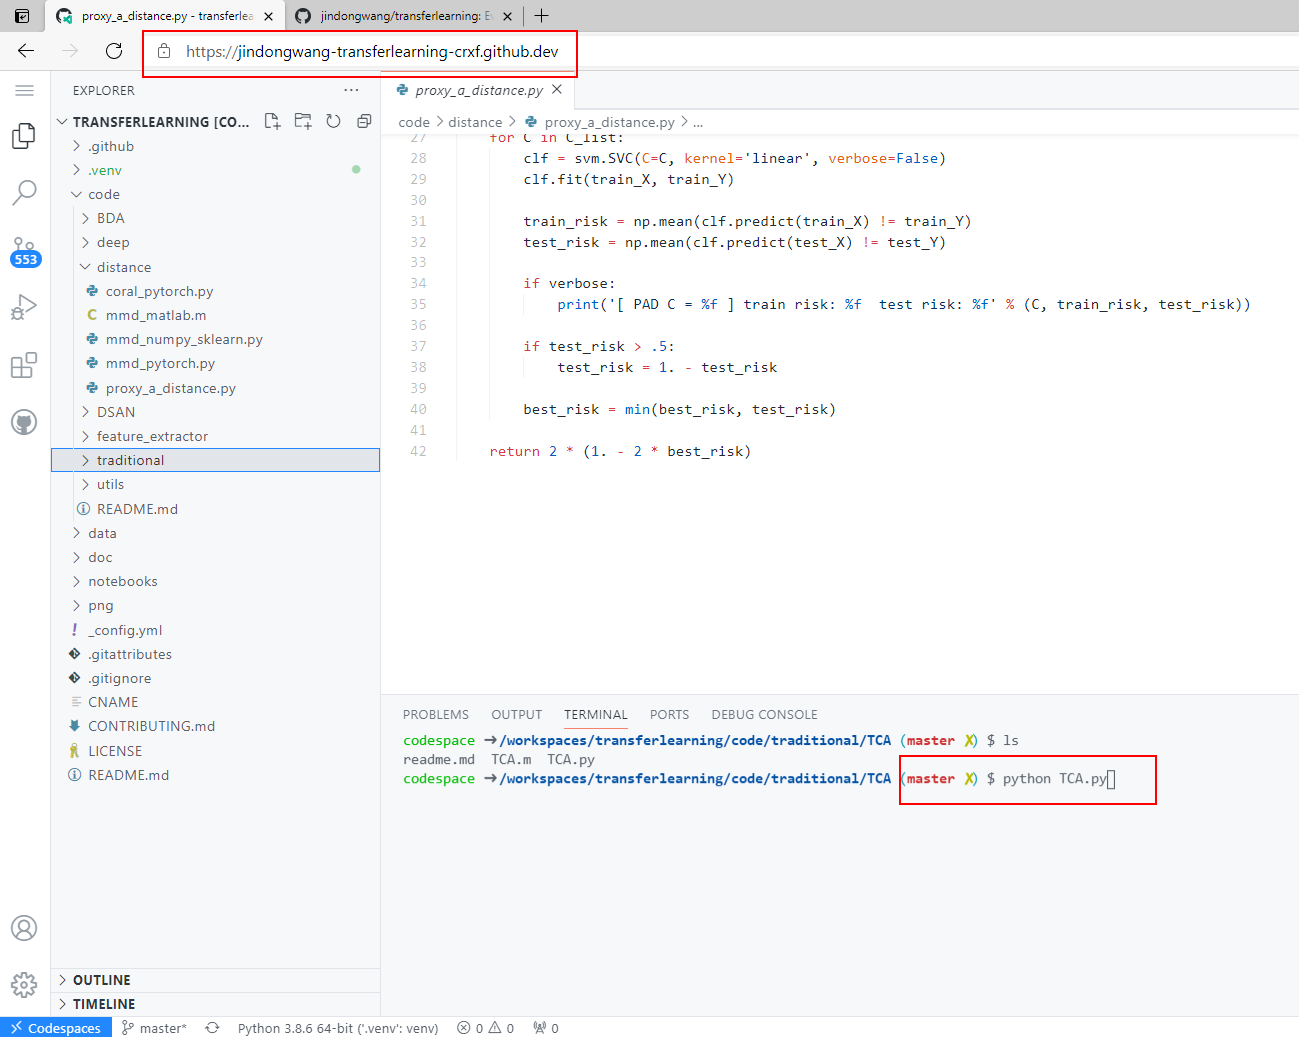 proxy_a_distance.py - transferlea
jindongwang/transferlearning: E
https://jindongwang-transferlearning-crxf.github.dev
EXPLORER
TRANSFERLEARNING [CO...
.github
.venv
code
BDA
deep
distance
coral_pytorch.py
mmd_matlab.m
mmd_numpy_sklearn.py
mmd_pytorch.py
proxy_a_distance.py
DSAN
feature_extractor
traditional
utils
README.md
data
doc
notebooks
png
_config.yml
.gitattributes
.gitignore
CNAME
CONTRIBUTING.md
LICENSE
README.md
OUTLINE
TIMELINE
553
proxy_a_distance.py
code > distance > proxy_a_distance.py > ...
27 for C in C_list:
28 clf = svm.SVC(C=C, kernel='linear', verbose=False)
29 clf.fit(train_X, train_Y)
30
31 train_risk = np.mean(clf.predict(train_X) != train_Y)
32 test_risk = np.mean(clf.predict(test_X) != test_Y)
33
34 if verbose:
35 print('[ PAD C = %f ] train risk: %f  test risk: %f' % (C, train_risk, test_risk))
36
37 if test_risk > .5:
38 test_risk = 1. - test_risk
39
40 best_risk = min(best_risk, test_risk)
41
42 return 2 * (1. - 2 * best_risk)
PROBLEMS OUTPUT TERMINAL PORTS DEBUG CONSOLE
codespace ➜ /workspaces/transferlearning/code/traditional/TCA (master ✗) $ ls
readme.md  TCA.m  TCA.py
codespace ➜ /workspaces/transferlearning/code/traditional/TCA (master ✗) $ python TCA.py
Codespaces master* Python 3.8.6 64-bit ('.venv': venv) 0 0 0